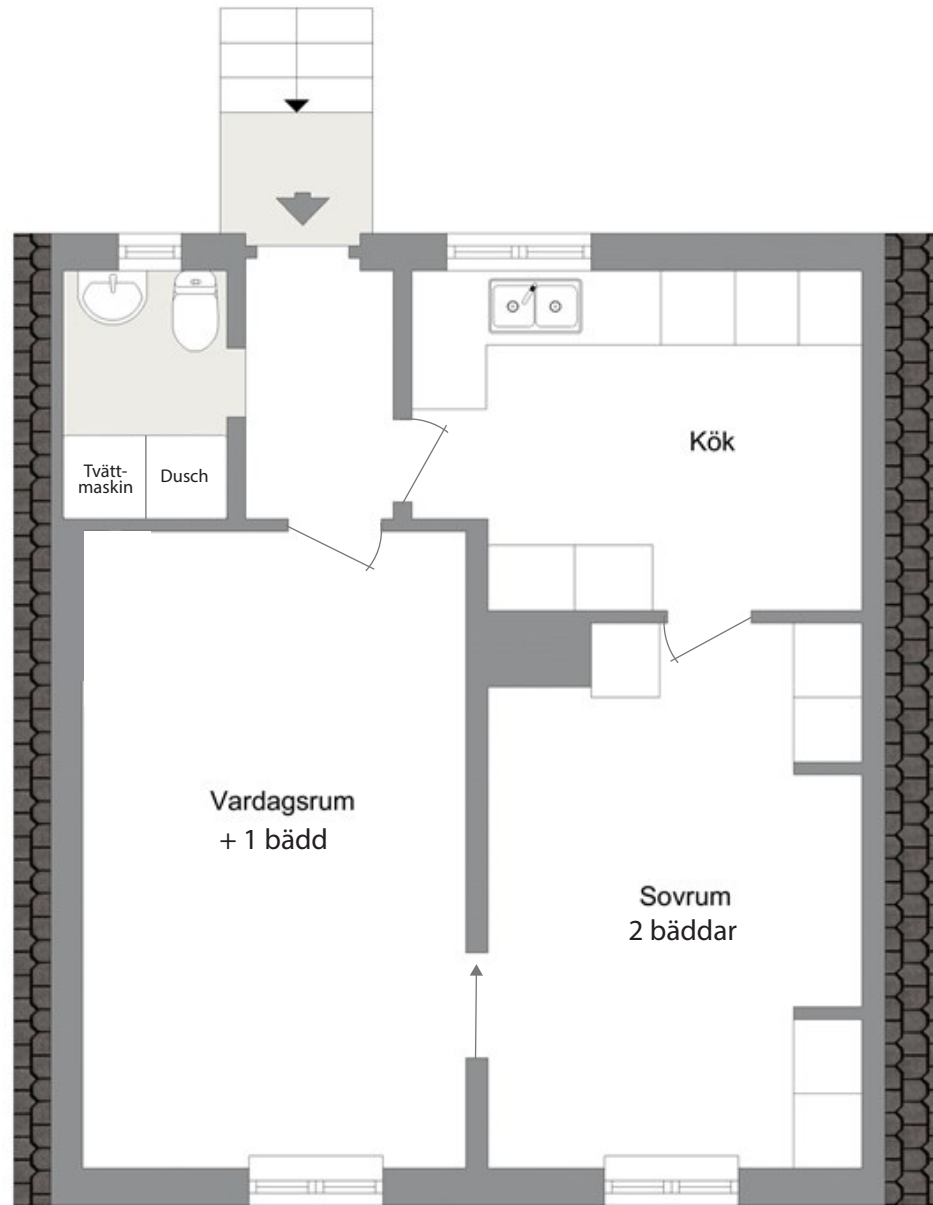 Kök
Tvätt-
maskin
Dusch
Vardagsrum
+ 1 bädd
Sovrum
2 bäddar